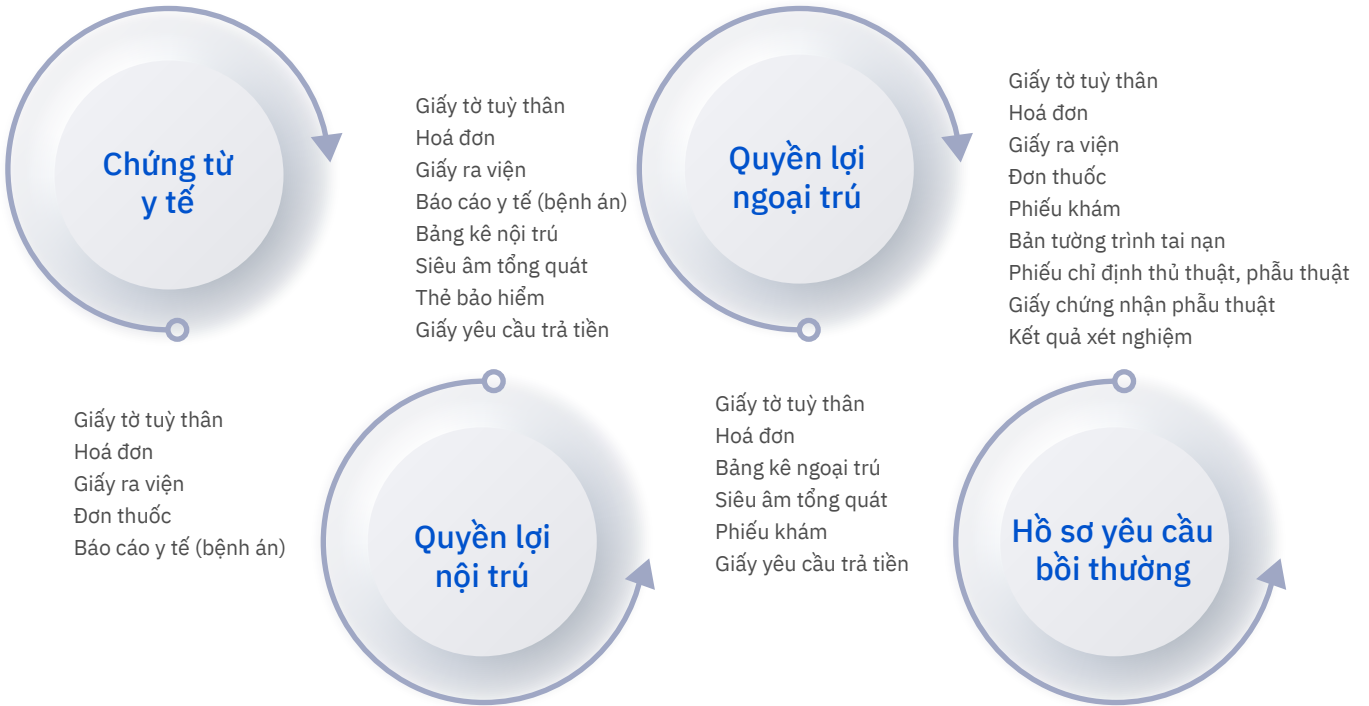 Chứng từ
y tế
Giấy tờ tuỳ thân
Hoá đơn
Giấy ra viện
Đơn thuốc
Báo cáo y tế (bệnh án)
Giấy tờ tuỳ thân
Hoá đơn
Giấy ra viện
Báo cáo y tế (bệnh án)
Bảng kê nội trú
Siêu âm tổng quát
Thẻ bảo hiểm
Giấy yêu cầu trả tiền
Quyền lợi
nội trú
Quyền lợi
ngoại trú
Giấy tờ tuỳ thân
Hoá đơn
Bảng kê ngoại trú
Siêu âm tổng quát
Phiếu khám
Giấy yêu cầu trả tiền
Giấy tờ tuỳ thân
Hoá đơn
Giấy ra viện
Đơn thuốc
Phiếu khám
Bản tường trình tai nạn
Phiếu chỉ định thủ thuật, phẫu thuật
Giấy chứng nhận phẫu thuật
Kết quả xét nghiệm
Hồ sơ yêu cầu
bồi thường